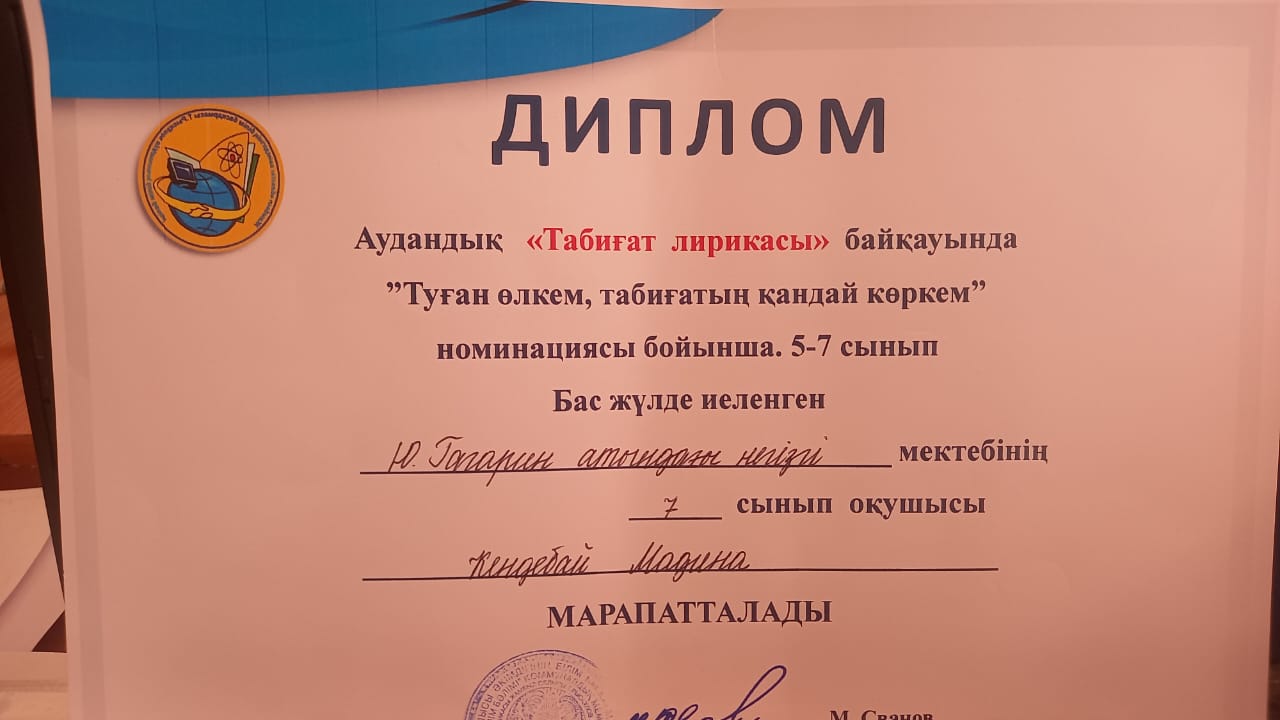 ДИПЛОМ
Аудандық «Табиғат лирикасы» байқауында
”Туған өлкем, табиғатың қандай көркем”
номинациясы бойынша. 5-7 сынып
Бас жүлде иеленген
Ю. Гагарин атындағы негізгі мектебінің
7 сынып оқушысы
Кендебай Мадина
МАРАПАТТАЛАДЫ
М. Сванов